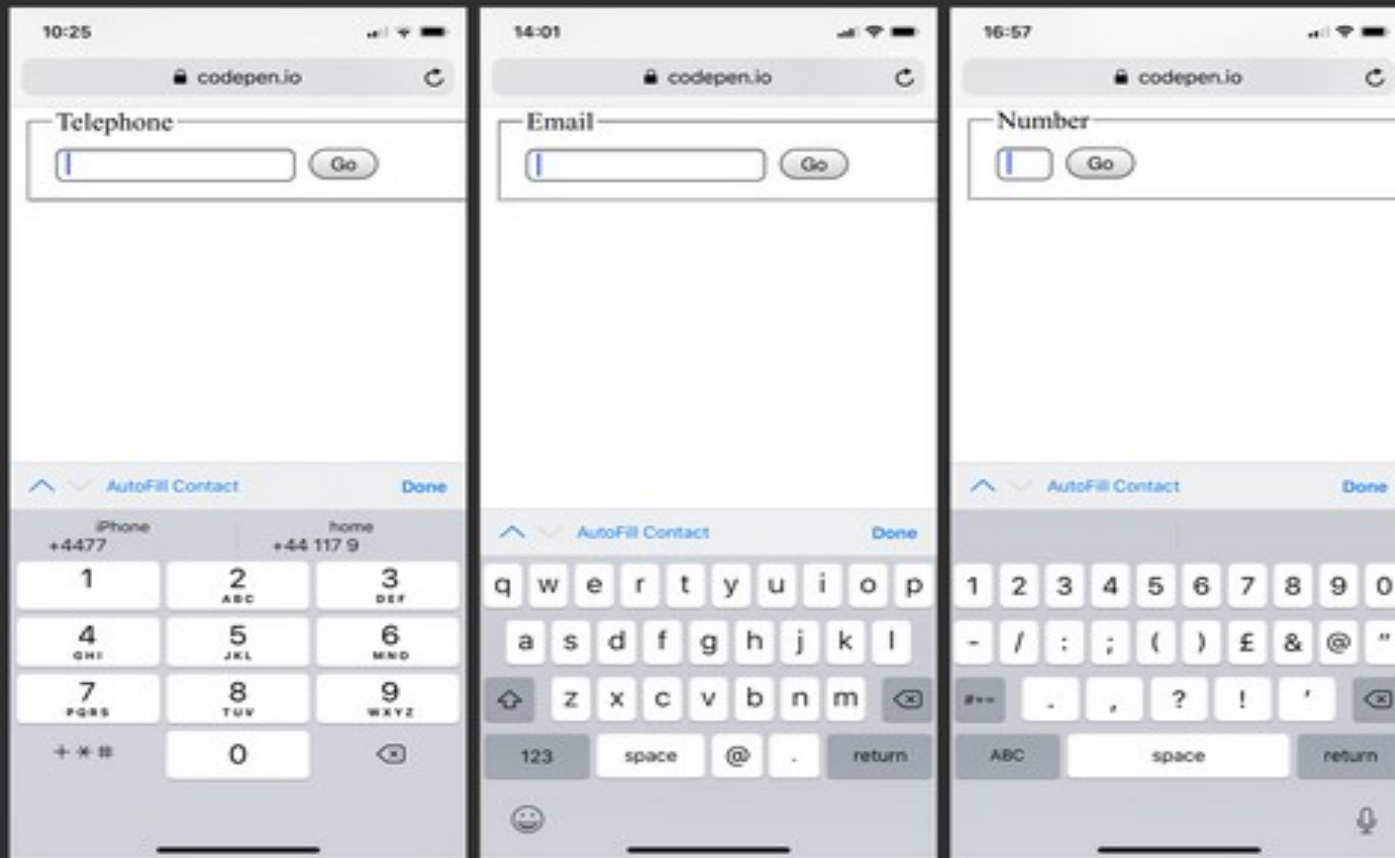 10:25
codepen.io
Telephone
Go
AutoFill Contact Done
iPhone home
+4477 +44 117 9
1 2 3
ABC DEF
4 5 6
GHI JKL MNO
7 8 9
PQRS TUV WXYZ
+ * # 0
14:01
codepen.io
Email
Go
AutoFill Contact Done
q w e r t y u i o p
a s d f g h j k l
z x c v b n m
123 space @ . return
16:57
codepen.io
Number
Go
AutoFill Contact Done
1 2 3 4 5 6 7 8 9 0
- / : ; ( ) £ & @ "
#+= . , ? ! '
ABC space return